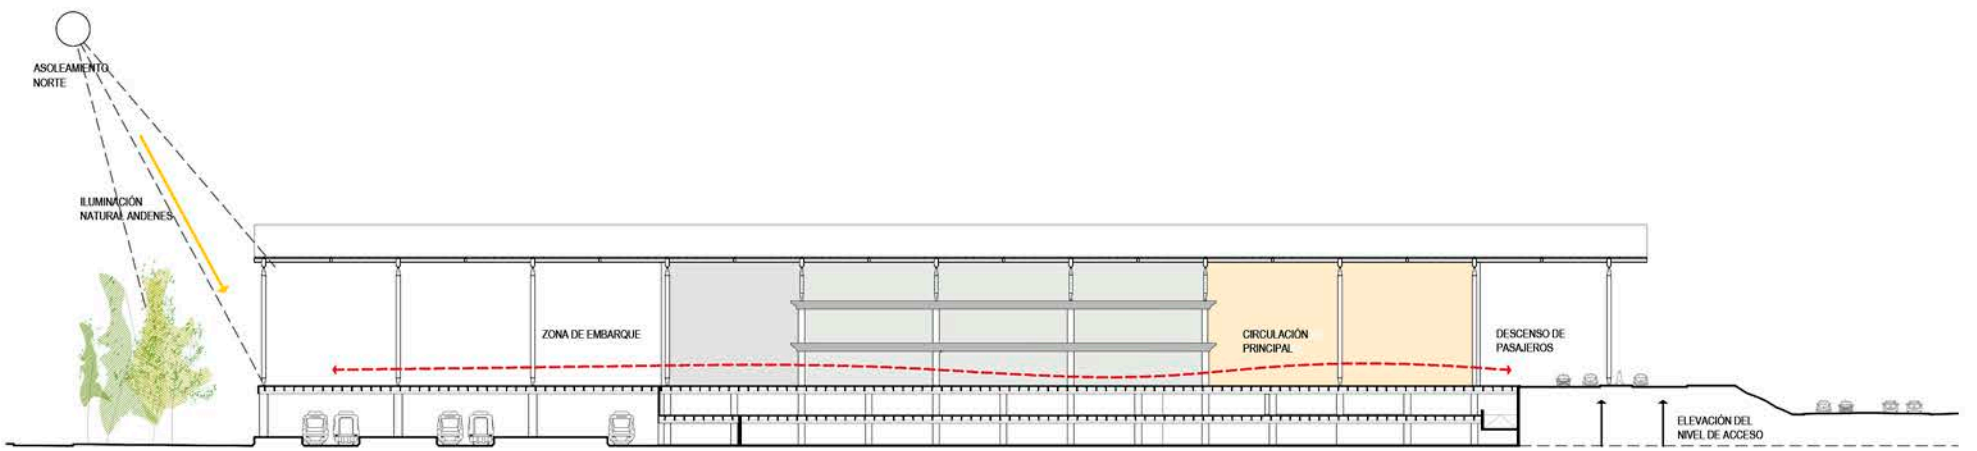 ASOLEAMIENTO
NORTE
ILUMINACIÓN
NATURAL ANDENES
ZONA DE EMBARQUE
CIRCULACIÓN
PRINCIPAL
DESCENSO DE
PASAJEROS
ELEVACIÓN DEL
NIVEL DE ACCESO